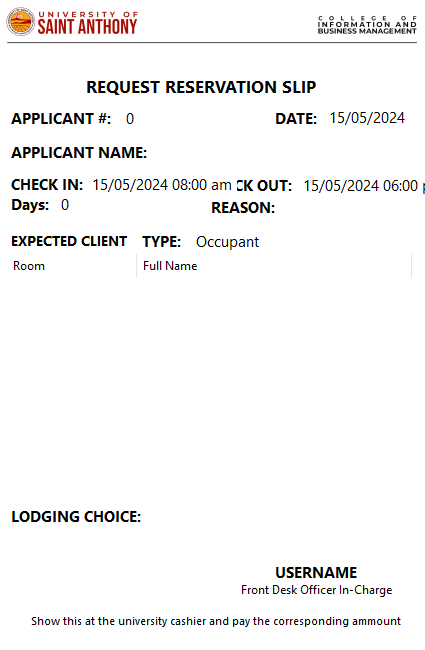 UNIVERSITY OF
SAINT ANTHONY
COLLEGE OF
INFORMATION AND
BUSINESS MANAGEMENT
REQUEST RESERVATION SLIP
APPLICANT #: 0 DATE: 15/05/2024
APPLICANT NAME:
CHECK IN: 15/05/2024 08:00 am CK OUT: 15/05/2024 06:00 p
Days: 0
REASON:
EXPECTED CLIENT TYPE: Occupant
Room Full Name
LODGING CHOICE:
USERNAME
Front Desk Officer In-Charge
Show this at the university cashier and pay the corresponding ammount